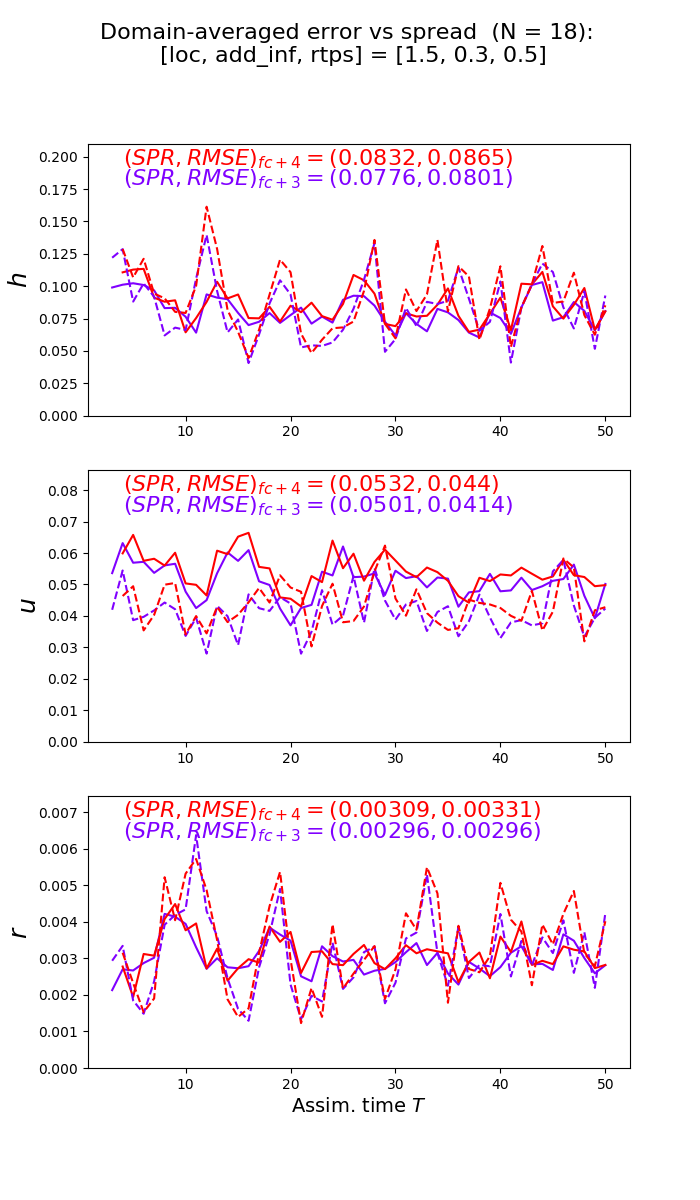 Domain-averaged error vs spread (N = 18):
[loc, add_inf, rtps] = [1.5, 0.3, 0.5]
(SPR, RMSE)fc+4 = (0.0832, 0.0865)
(SPR, RMSE)fc+3 = (0.0776, 0.0801)
0.200
0.175
0.150
0.125
0.100
0.075
0.050
0.025
0.000
h
10 20 30 40 50
(SPR, RMSE)fc+4 = (0.0532, 0.044)
(SPR, RMSE)fc+3 = (0.0501, 0.0414)
0.08
0.07
0.06
0.05
0.04
0.03
0.02
0.01
0.00
u
10 20 30 40 50
(SPR, RMSE)fc+4 = (0.00309, 0.00331)
(SPR, RMSE)fc+3 = (0.00296, 0.00296)
0.007
0.006
0.005
0.004
0.003
0.002
0.001
0.000
r
10 20 30 40 50
Assim. time T